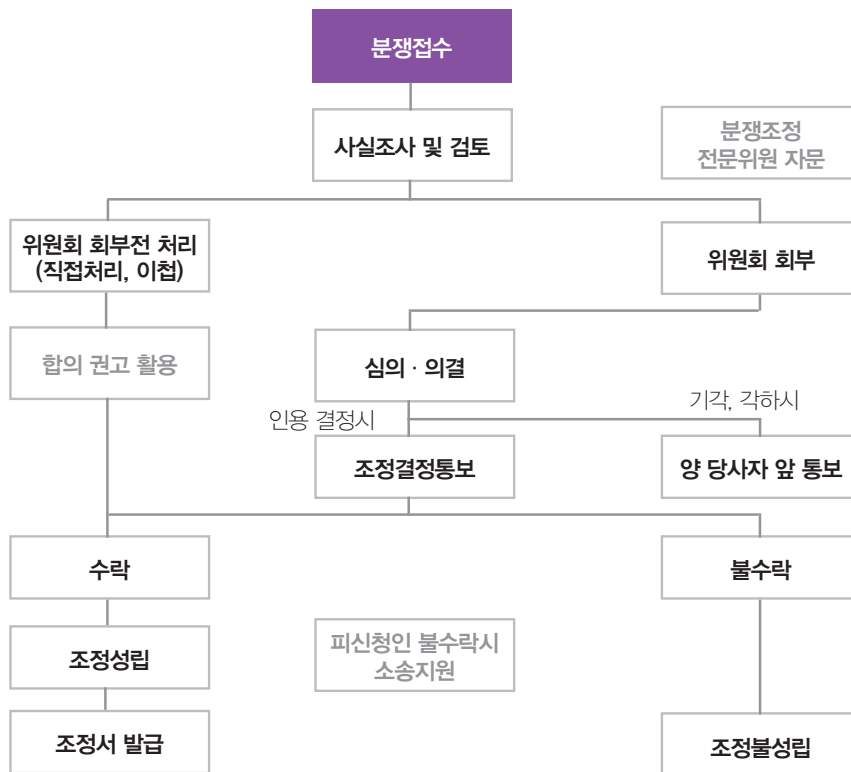 분쟁접수
사실조사 및 검토
분쟁조정
전문위원 자문
위원회 회부전 처리
(직접처리, 이첩)
위원회 회부
합의 권고 활용
심의 · 의결
인용 결정시
기각, 각하시
조정결정통보
양 당사자 앞 통보
수락
불수락
조정성립
피신청인 불수락시
소송지원
조정서 발급
조정불성립